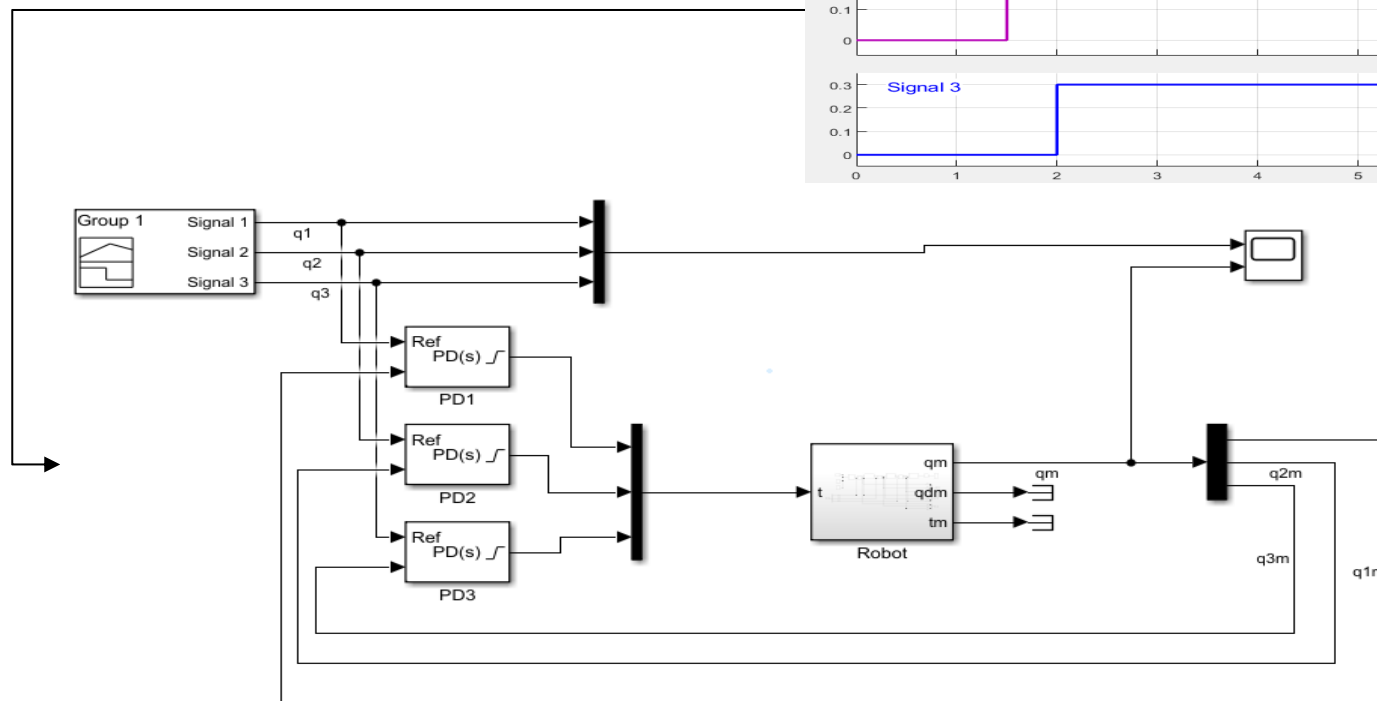 0.1
0
0.3
Signal 3
0.2
0.1
0
0 1 2 3 4 5
Group 1
Signal 1
q1
Signal 2
q2
Signal 3
q3
Ref
PD(s)
PD1
Ref
PD(s)
PD2
Ref
PD(s)
PD3
t
qm
qdm
tm
Robot
qm
q2m
q3m